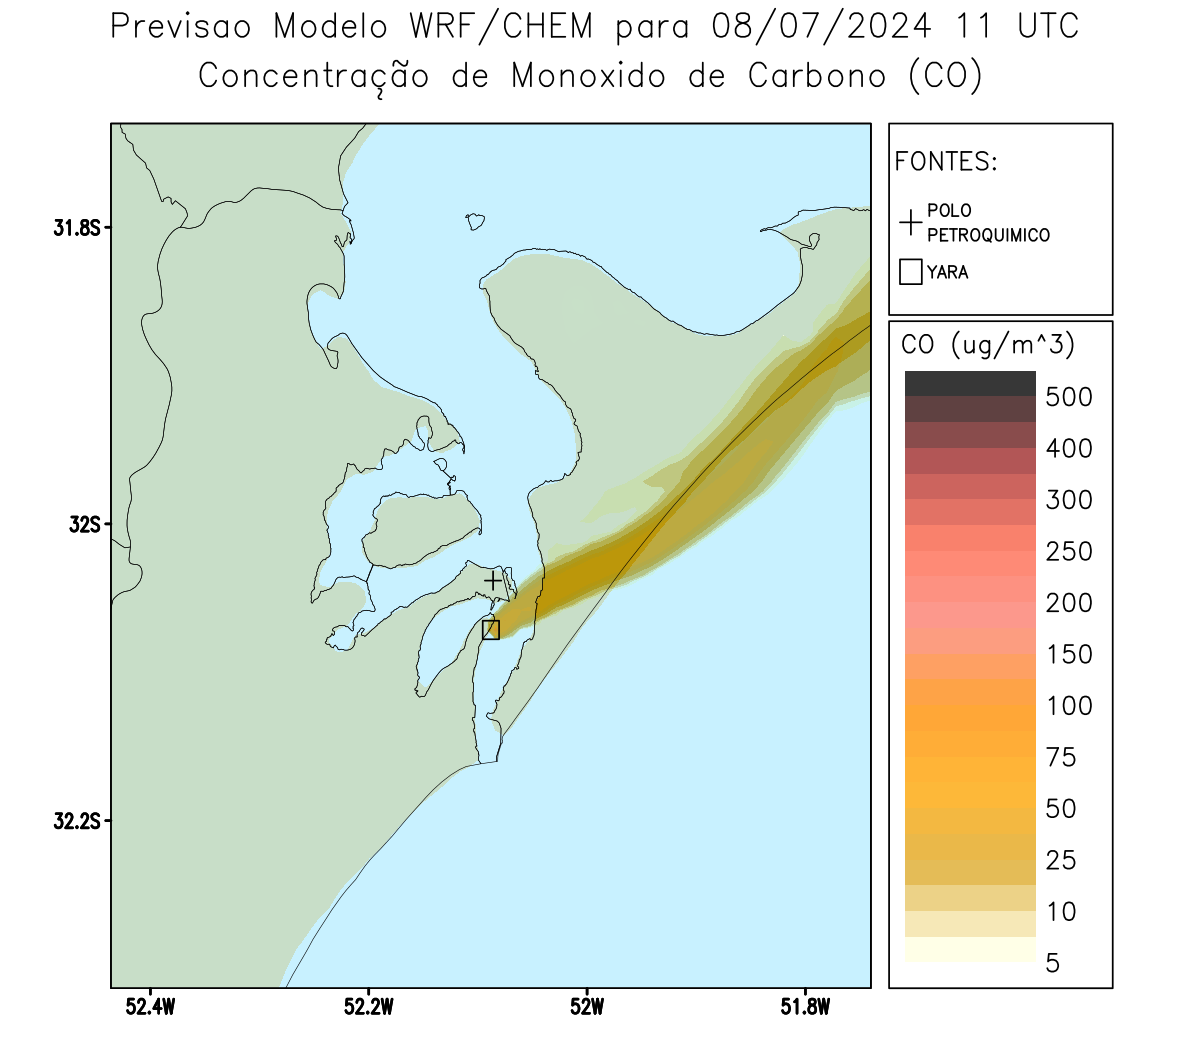 Previsao Modelo WRF/CHEM para 08/07/2024 11 UTC
Concentração de Monoxido de Carbono (CO)
FONTES:
POLO
PETROQUIMICO
YARA
CO (ug/m^3)
500
400
300
250
200
150
100
75
50
25
10
5
31.8S
32S
32.2S
52.4W
52.2W
52W
51.8W